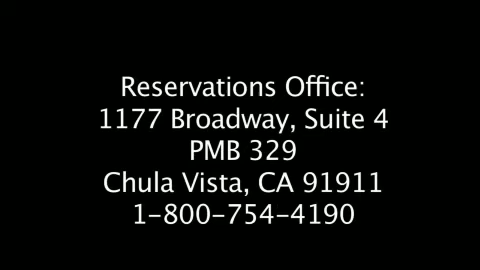 Reservations Office:
1177 Broadway, Suite 4
PMB 329
Chula Vista, CA 91911
1-800-754-4190